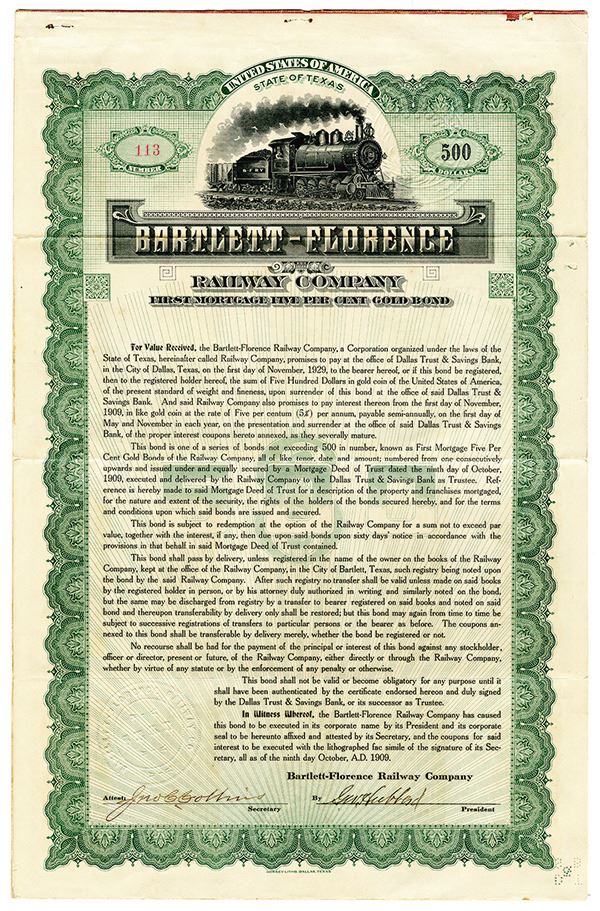 UNITED STATES OF AMERICA
STATE OF TEXAS
113
NUMBER
500
DOLLARS
BARTLETT-FLORENCE
RAILWAY COMPANY
FIRST MORTGAGE FIVE PER CENT GOLD BOND
For Value Received, the Bartlett-Florence Railway Company, a Corporation organized under the laws of the
State of Texas, hereinafter called Railway Company, promises to pay at the office of Dallas Trust & Savings Bank,
in the City of Dallas, Texas, on the first day of November, 1929, to the bearer hereof, or if this bond be registered,
then to the registered holder hereof, the sum of Five Hundred Dollars in gold coin of the United States of America,
of the present standard of weight and fineness, upon surrender of this bond at the office of said Dallas Trust &
Savings Bank. And said Railway Company also promises to pay interest thereon from the first day of November,
1909, in like gold coin at the rate of Five per centum (5%) per annum, payable semi-annually, on the first day of
May and November in each year, on the presentation and surrender at the office of said Dallas Trust & Savings
Bank, of the proper interest coupons hereto annexed, as they severally mature.
This bond is one of a series of bonds not exceeding 500 in number, known as First Mortgage Five Per
Cent Gold Bonds of the Railway Company, all of like tenor, date and amount; numbered from one consecutively
upwards and issued under and equally secured by a Mortgage Deed of Trust dated the ninth day of October,
1909, executed and delivered by the Railway Company to the Dallas Trust & Savings Bank as Trustee. Ref-
erence is hereby made to said Mortgage Deed of Trust for a description of the property and franchises mortgaged,
for the nature and extent of the security, the rights of the holders of the bonds secured hereby, and for the terms
and conditions upon which said bonds are issued and secured.
This bond is subject to redemption at the option of the Railway Company for a sum not to exceed par
value, together with the interest, if any, then due upon said bonds upon sixty days' notice in accordance with the
provisions in that behalf in said Mortgage Deed of Trust contained.
This bond shall pass by delivery, unless registered in the name of the owner on the books of the Railway
Company, kept at the office of the Railway Company, in the City of Bartlett, Texas, such registry being noted upon
the bond by the said Railway Company. After such registry no transfer shall be valid unless made on said books
by the registered holder in person, or by his attorney duly authorized in writing and similarly noted on the bond,
but the same may be discharged from registry by a transfer to bearer registered on said books and noted on said
bond and thereupon transferability by delivery only shall be restored; but this bond may again from time to time be
subject to successive registrations of transfers to particular persons or the bearer as before. The coupons an-
nexed to this bond shall be transferable by delivery merely, whether the bond be registered or not.
No recourse shall be had for the payment of the principal or interest of this bond against any stockholder,
officer or director, present or future, of the Railway Company, either directly or through the Railway Company,
whether by virtue of any statute or by the enforcement of any penalty or otherwise.
This bond shall not be valid or become obligatory for any purpose until it
shall have been authenticated by the certificate endorsed hereon and duly signed
by the Dallas Trust & Savings Bank, or its successor as Trustee.
In Witness Whereof, the Bartlett-Florence Railway Company has caused
this bond to be executed in its corporate name by its President and its corporate
seal to be hereunto affixed and attested by its Secretary, and the coupons for said
interest to be executed with the lithographed fac simile of the signature of its Sec-
retary, all as of the ninth day October, A.D. 1909.
Bartlett-Florence Railway Company
Attest: Jno C Collins
Secretary
By
President
DORSEY LITHO. DALLAS, TEXAS